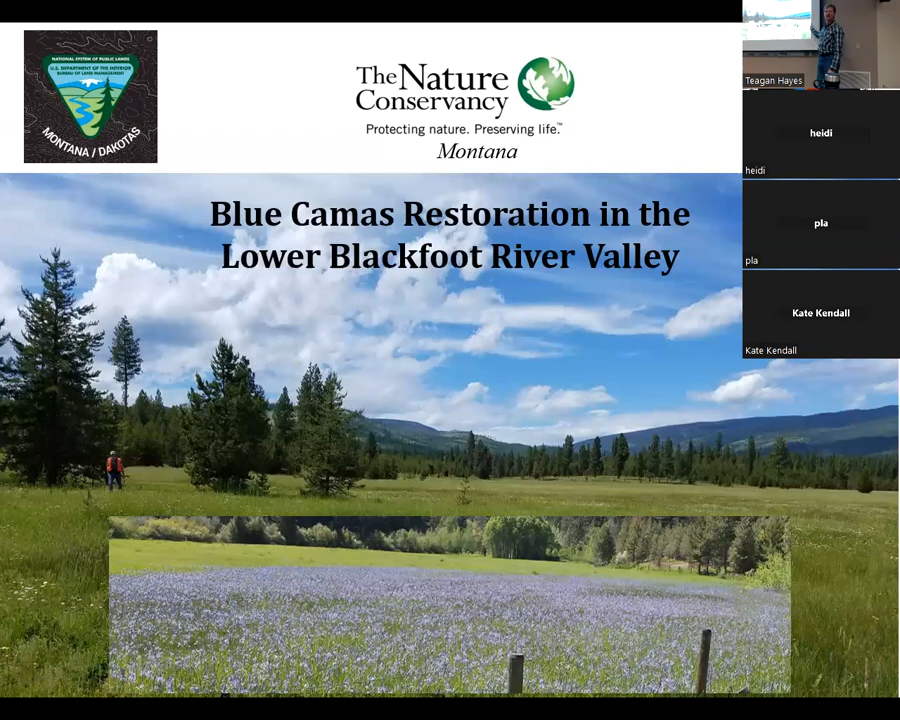 NATIONAL SYSTEM OF PUBLIC LANDS
U.S. DEPARTMENT OF THE INTERIOR
BUREAU OF LAND MANAGEMENT
MONTANA / DAKOTAS
The Nature
Conservancy
Protecting nature. Preserving life.™
Montana
Blue Camas Restoration in the
Lower Blackfoot River Valley
Teagan Hayes
heidi
heidi
pla
pla
Kate Kendall
Kate Kendall